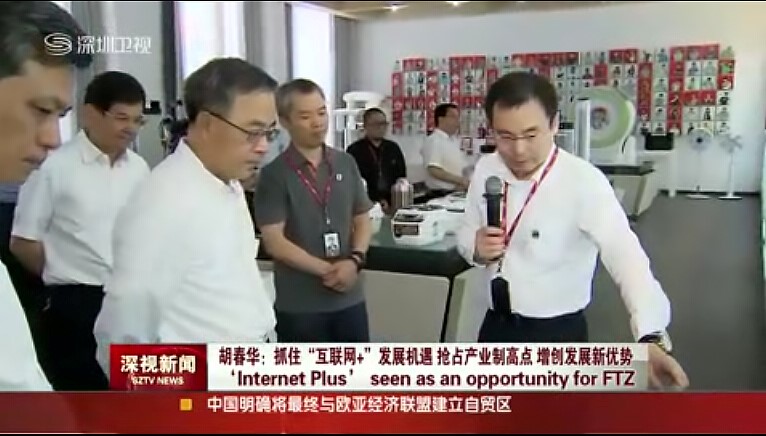 深圳卫视
深视新闻
SZTV NEWS
胡春华：抓住“互联网+”发展机遇 抢占产业制高点 增创发展新优势
‘Internet Plus’ seen as an opportunity for FTZ
中国明确将最终与欧亚经济联盟建立自贸区